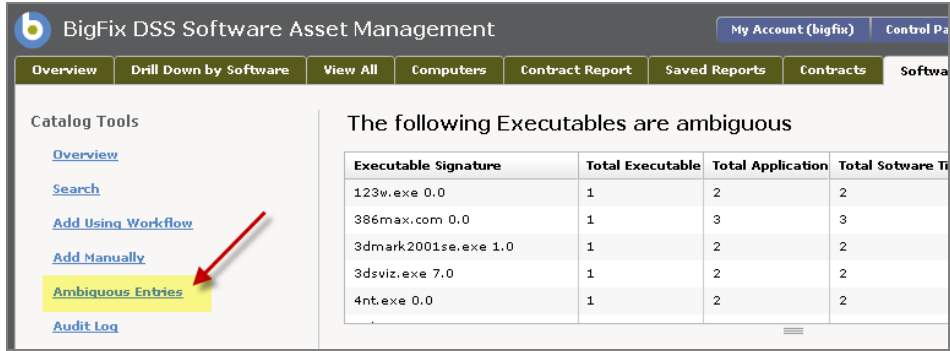 BigFix DSS Software Asset Management
My Account (bigfix) Control Pa
Overview Drill Down by Software View All Computers Contract Report Saved Reports Contracts Softwa
Catalog Tools
Overview
Search
Add Using Workflow
Add Manually
Ambiguous Entries
Audit Log
The following Executables are ambiguous
Executable Signature Total Executable Total Application Total Sotware Ti
123w.exe 0.0 1 2 2
386max.com 0.0 1 3 3
3dmark2001se.exe 1.0 1 2 2
3dsviz.exe 7.0 1 2 2
4nt.exe 0.0 1 2 2